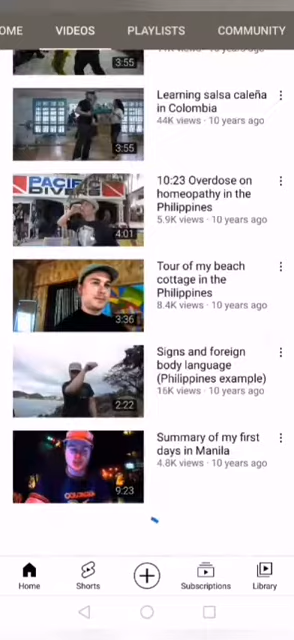 OME VIDEOS PLAYLISTS COMMUNITY
3:55
Learning salsa caleña
in Colombia
44K views · 10 years ago
3:55
PACIF
DIVING
10:23 Overdose on
homeopathy in the
Philippines
5.9K views · 10 years ago
4:01
Tour of my beach
cottage in the
Philippines
8.4K views · 10 years ago
3:36
Signs and foreign
body language
(Philippines example)
16K views · 10 years ago
2:22
Summary of my first
days in Manila
4.8K views · 10 years ago
9:23
Home Shorts Subscriptions Library